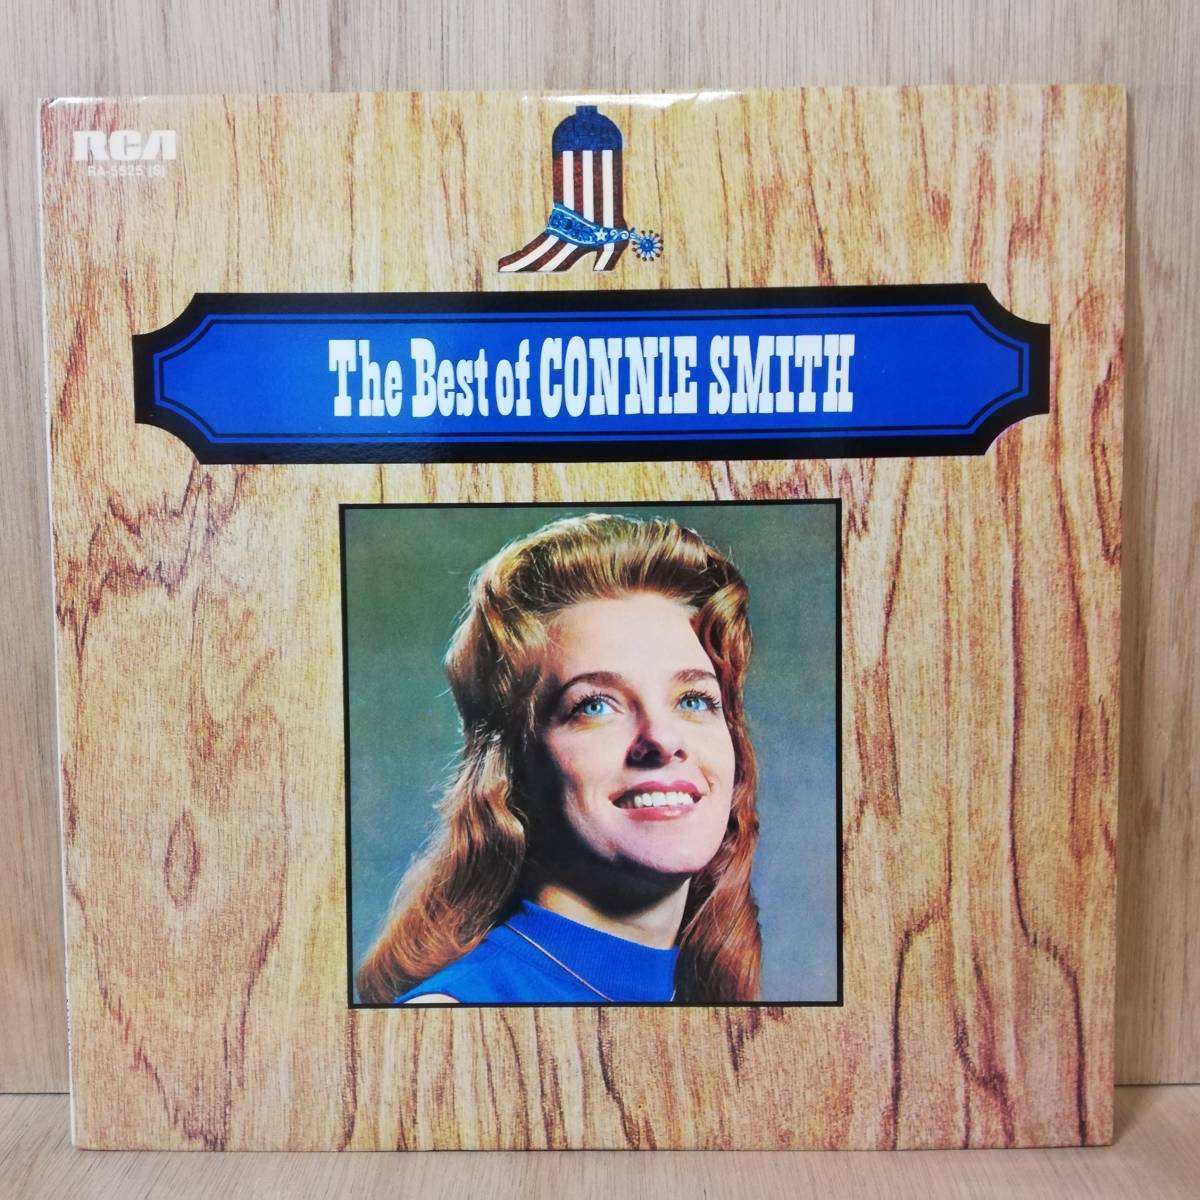 RCA
RA-5525 (S)
The Best of CONNIE SMITH